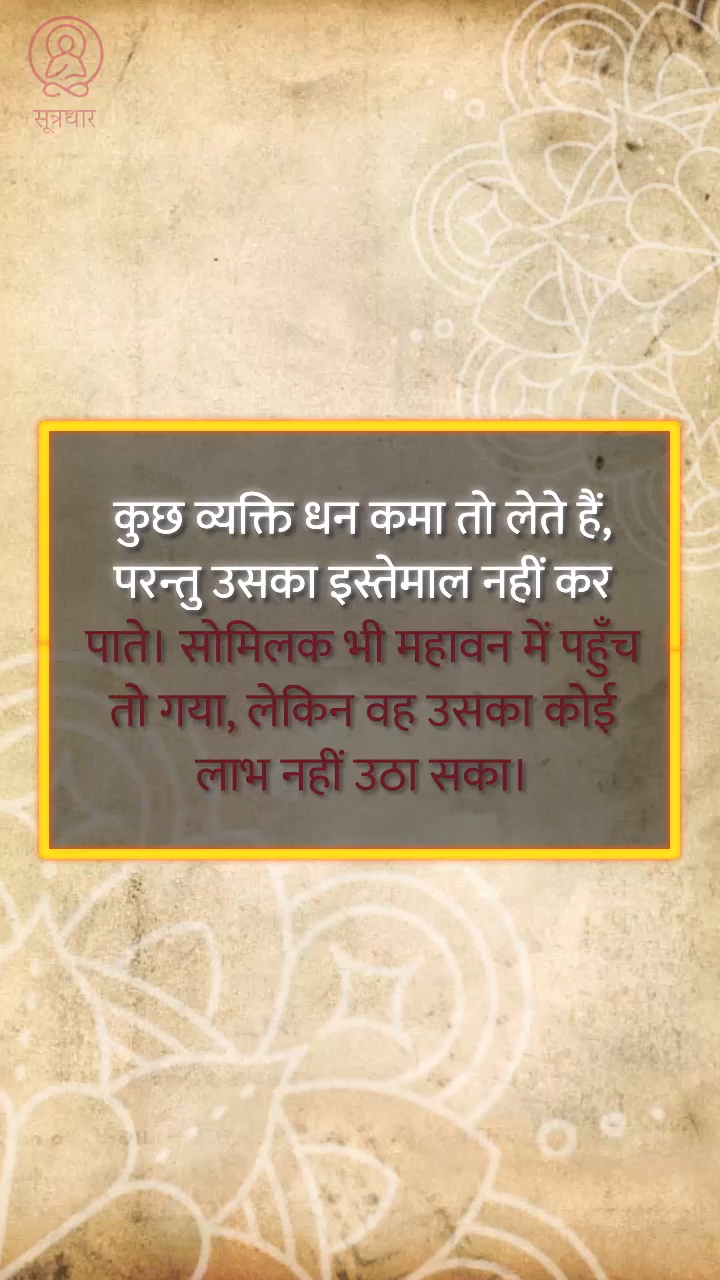 सूत्रधार
कुछ व्यक्ति धन कमा तो लेते हैं,
परन्तु उसका इस्तेमाल नहीं कर
पाते। सोमिलक भी महावन में पहुँच
तो गया, लेकिन वह उसका कोई
लाभ नहीं उठा सका।